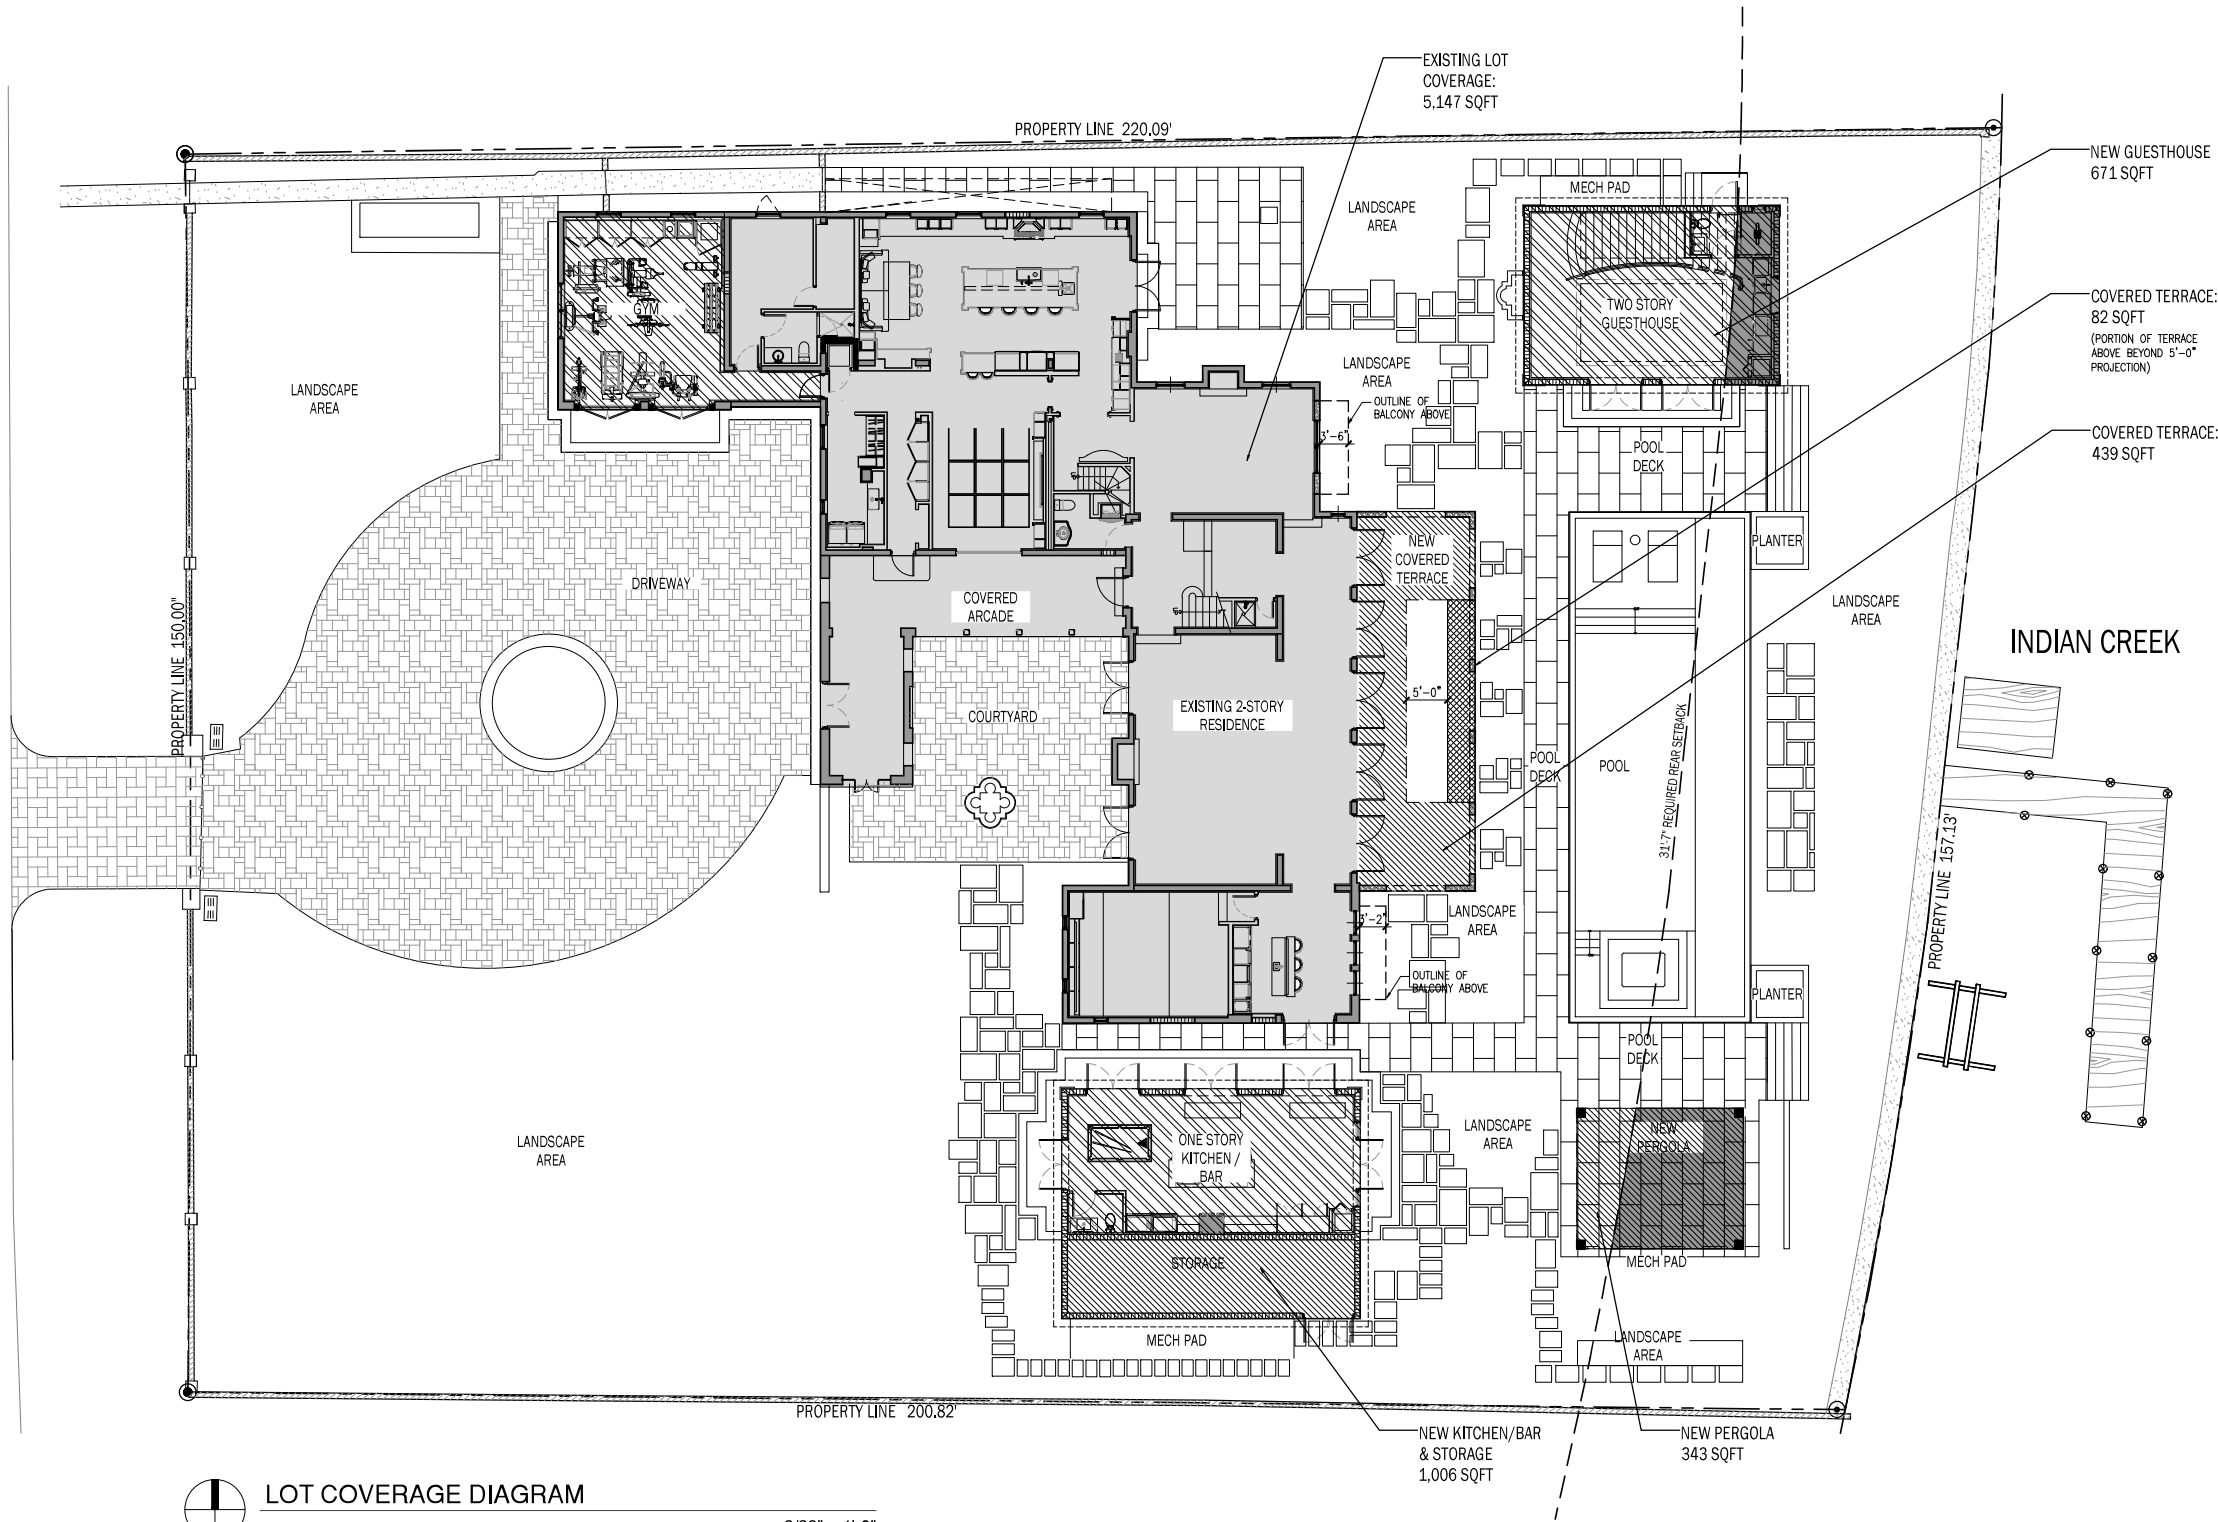 EXISTING LOT
COVERAGE:
5,147 SQFT
PROPERTY LINE 220.09'
NEW GUESTHOUSE
671 SQFT
MECH PAD
LANDSCAPE
AREA
COVERED TERRACE:
82 SQFT
(PORTION OF TERRACE
ABOVE BEYOND 5'-0"
PROJECTION)
GYM
TWO STORY
GUESTHOUSE
LANDSCAPE
AREA
LANDSCAPE
AREA
OUTLINE OF
BALCONY ABOVE
3'-6"
COVERED TERRACE:
439 SQFT
POOL
DECK
NEW
COVERED
TERRACE
PLANTER
DRIVEWAY
COVERED
ARCADE
LANDSCAPE
AREA
INDIAN CREEK
PROPERTY LINE 150.00"
5'-0"
COURTYARD
EXISTING 2-STORY
RESIDENCE
31'-7" REQUIRED REAR SETBACK
POOL
DECK
POOL
PROPERTY LINE 157.13'
3'-2"
LANDSCAPE
AREA
OUTLINE OF
BALCONY ABOVE
PLANTER
POOL
DECK
LANDSCAPE
AREA
ONE STORY
KITCHEN /
BAR
LANDSCAPE
AREA
NEW
PERGOLA
STORAGE
MECH PAD
MECH PAD
LANDSCAPE
AREA
PROPERTY LINE 200.82'
NEW KITCHEN/BAR
& STORAGE
1,006 SQFT
NEW PERGOLA
343 SQFT
LOT COVERAGE DIAGRAM